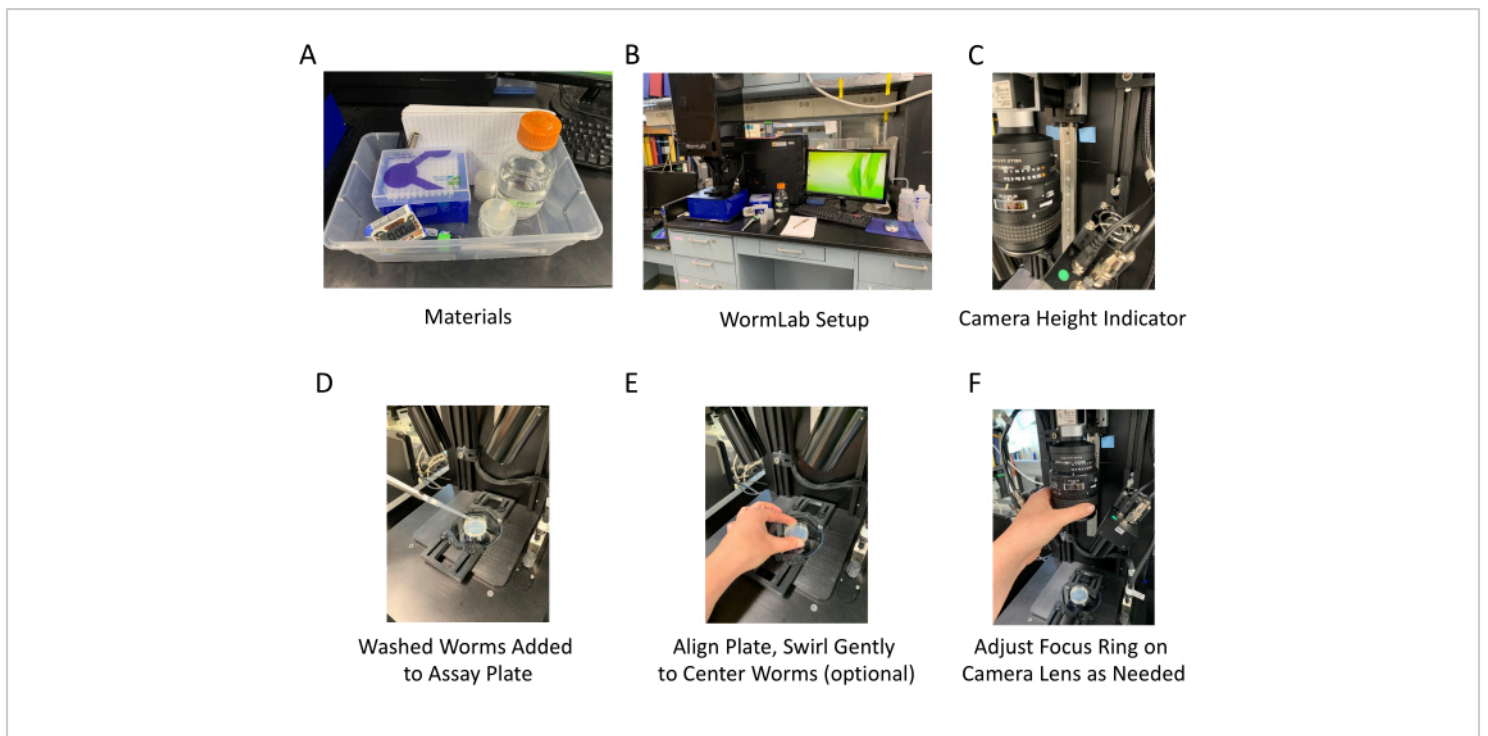 A
B
C
Materials
WormLab Setup
Camera Height Indicator
D
E
F
Washed Worms Added
to Assay Plate
Align Plate, Swirl Gently
to Center Worms (optional)
Adjust Focus Ring on
Camera Lens as Needed